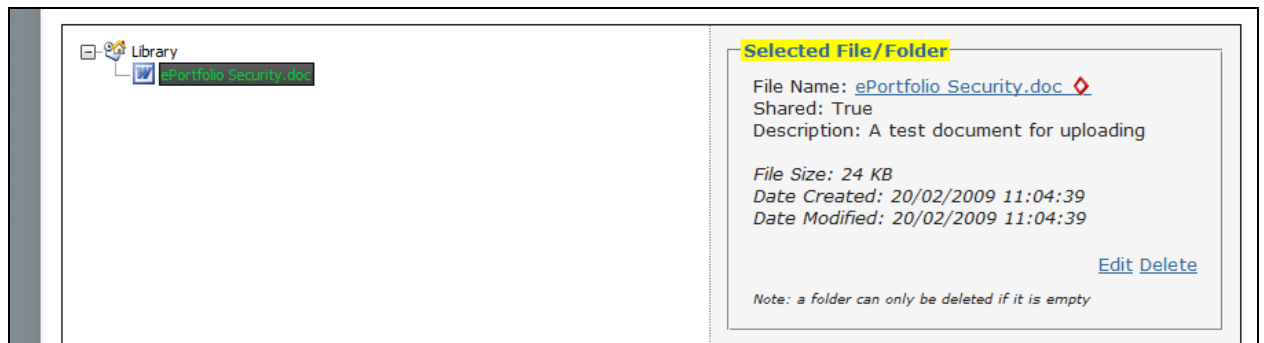 Library
ePortfolio Security.doc
Selected File/Folder
File Name: ePortfolio Security.doc
Shared: True
Description: A test document for uploading
File Size: 24 KB
Date Created: 20/02/2009 11:04:39
Date Modified: 20/02/2009 11:04:39
Edit Delete
Note: a folder can only be deleted if it is empty